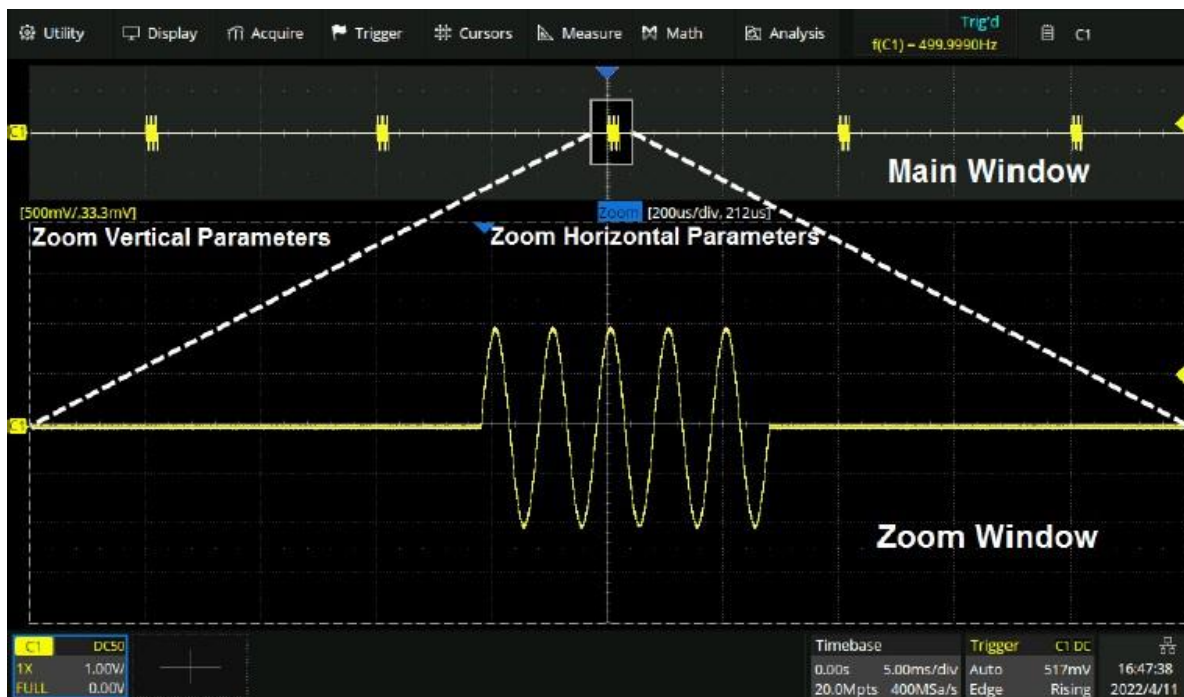 Utility Display Acquire Trigger Cursors Measure Math Analysis
Trig'd
f(C1) = 499.9990Hz
C1
C1
Main Window
[500mV/,33.3mV]
Zoom [200us/div, 212us]
Zoom Vertical Parameters
Zoom Horizontal Parameters
C1
Zoom Window
C1 DC50
1X 1.00V/
FULL 0.00V
Timebase
0.00s 5.00ms/div
20.0Mpts 400MSa/s
Trigger C1 DC
Auto 517mV
Edge Rising
16:47:38
2022/4/11